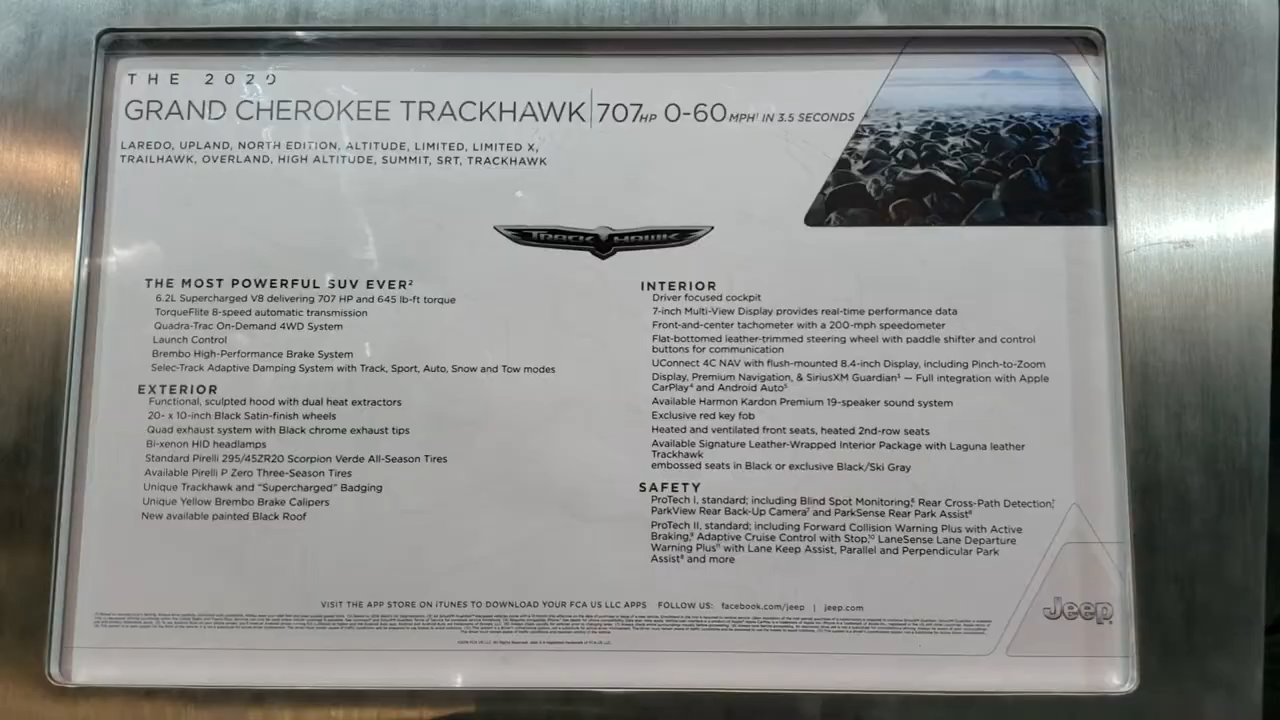 THE 2020
GRAND CHEROKEE TRACKHAWK | 707HP 0-60 MPH¹ IN 3.5 SECONDS
LAREDO, UPLAND, NORTH EDITION, ALTITUDE, LIMITED, LIMITED X,
TRAILHAWK, OVERLAND, HIGH ALTITUDE, SUMMIT, SRT, TRACKHAWK
TRACKHAWK
THE MOST POWERFUL SUV EVER²
6.2L Supercharged V8 delivering 707 HP and 645 lb-ft torque
TorqueFlite 8-speed automatic transmission
Quadra-Trac On-Demand 4WD System
Launch Control
Brembo High-Performance Brake System
Selec-Track Adaptive Damping System with Track, Sport, Auto, Snow and Tow modes
EXTERIOR
Functional, sculpted hood with dual heat extractors
20- x 10-inch Black Satin-finish wheels
Quad exhaust system with Black chrome exhaust tips
Bi-xenon HID headlamps
Standard Pirelli 295/45ZR20 Scorpion Verde All-Season Tires
Available Pirelli P Zero Three-Season Tires
Unique Trackhawk and "Supercharged" Badging
Unique Yellow Brembo Brake Calipers
New available painted Black Roof
INTERIOR
Driver focused cockpit
7-inch Multi-View Display provides real-time performance data
Front-and-center tachometer with a 200-mph speedometer
Flat-bottomed leather-trimmed steering wheel with paddle shifter and control
buttons for communication
UConnect 4C NAV with flush-mounted 8.4-inch Display, including Pinch-to-Zoom
Display, Premium Navigation, & SiriusXM Guardian³ — Full integration with Apple
CarPlay⁴ and Android Auto⁵
Available Harmon Kardon Premium 19-speaker sound system
Exclusive red key fob
Heated and ventilated front seats, heated 2nd-row seats
Available Signature Leather-Wrapped Interior Package with Laguna leather
Trackhawk
embossed seats in Black or exclusive Black/Ski Gray
SAFETY
ProTech I, standard; including Blind Spot Monitoring,⁶ Rear Cross-Path Detection,⁷
ParkView Rear Back-Up Camera⁷ and ParkSense Rear Park Assist⁸
ProTech II, standard; including Forward Collision Warning Plus with Active
Braking,⁹ Adaptive Cruise Control with Stop,¹⁰ LaneSense Lane Departure
Warning Plus¹¹ with Lane Keep Assist, Parallel and Perpendicular Park
Assist⁸ and more
VISIT THE APP STORE ON ITUNES TO DOWNLOAD YOUR FCA US LLC APPS FOLLOW US: facebook.com/jeep | jeep.com
Jeep